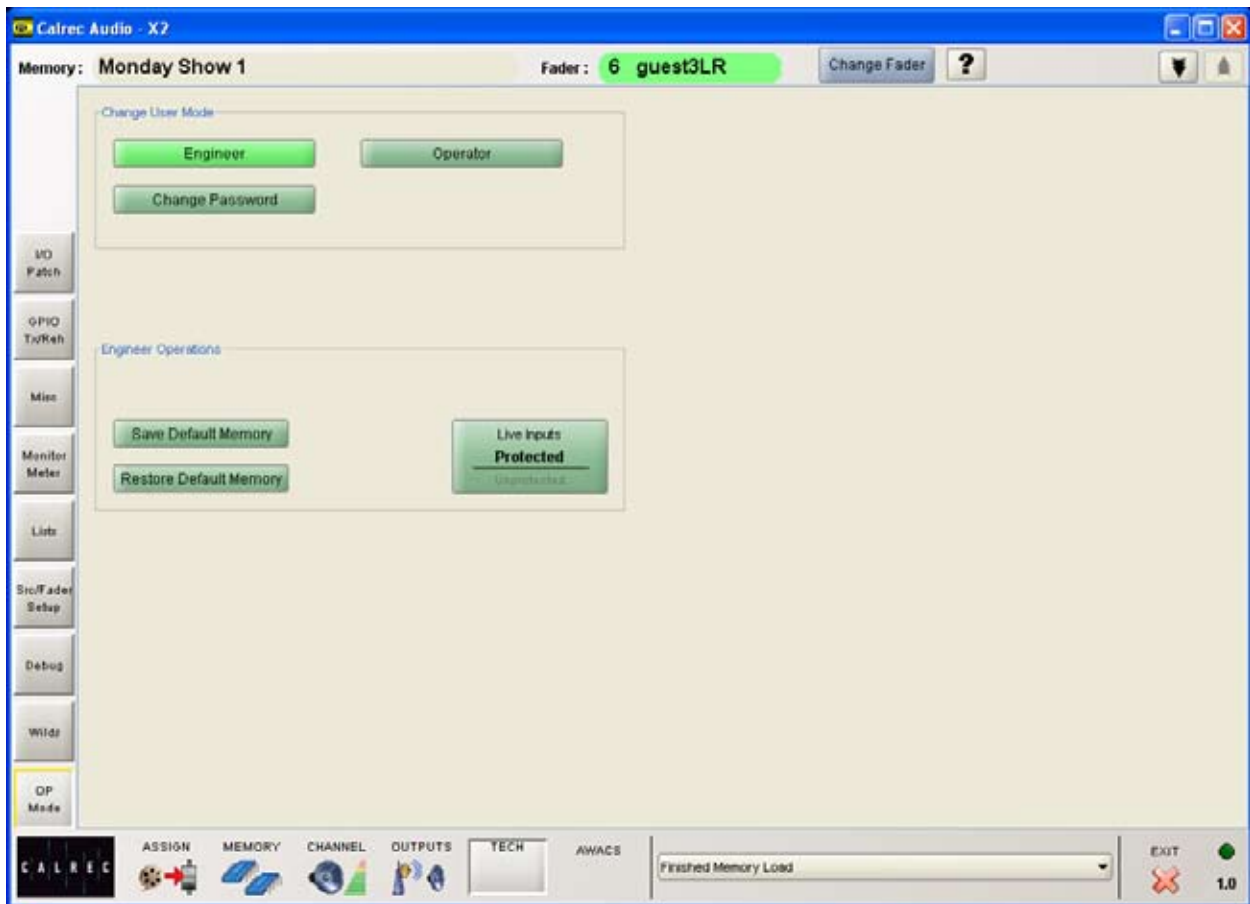 Calrec Audio - X2
Memory: Monday Show 1 Fader: 6 guest3LR Change Fader ?
Change User Mode
Engineer Operator
Change Password
I/O
Patch
GPIO
Tx/Reh
Engineer Operations
Misc
Save Default Memory
Live Inputs
Protected
Unprotected
Restore Default Memory
Monitor
Meter
Lists
Src/Fader
Setup
Debug
Wilds
OP
Mode
CALREC ASSIGN MEMORY CHANNEL OUTPUTS TECH AWACS Finished Memory Load EXIT 1.0